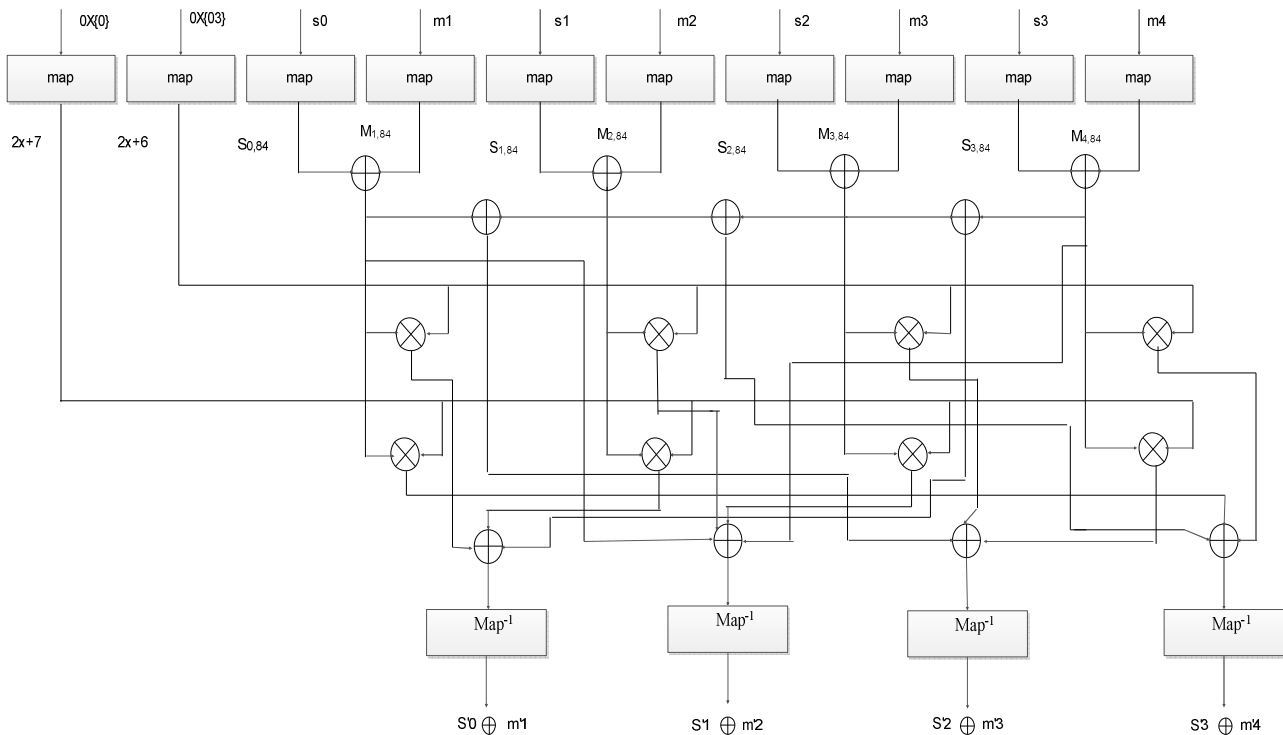 0X{0} 0X{03} s0 m1 s1 m2 s2 m3 s3 m4
map map map map map map map map map map
2x+7 2x+6 S0,84 M1,84 S1,84 M2,84 S2,84 M3,84 S3,84 M4,84
Map-1 Map-1 Map-1 Map-1
S'0 ⊕ m'1 S'1 ⊕ m'2 S'2 ⊕ m'3 S'3 ⊕ m'4